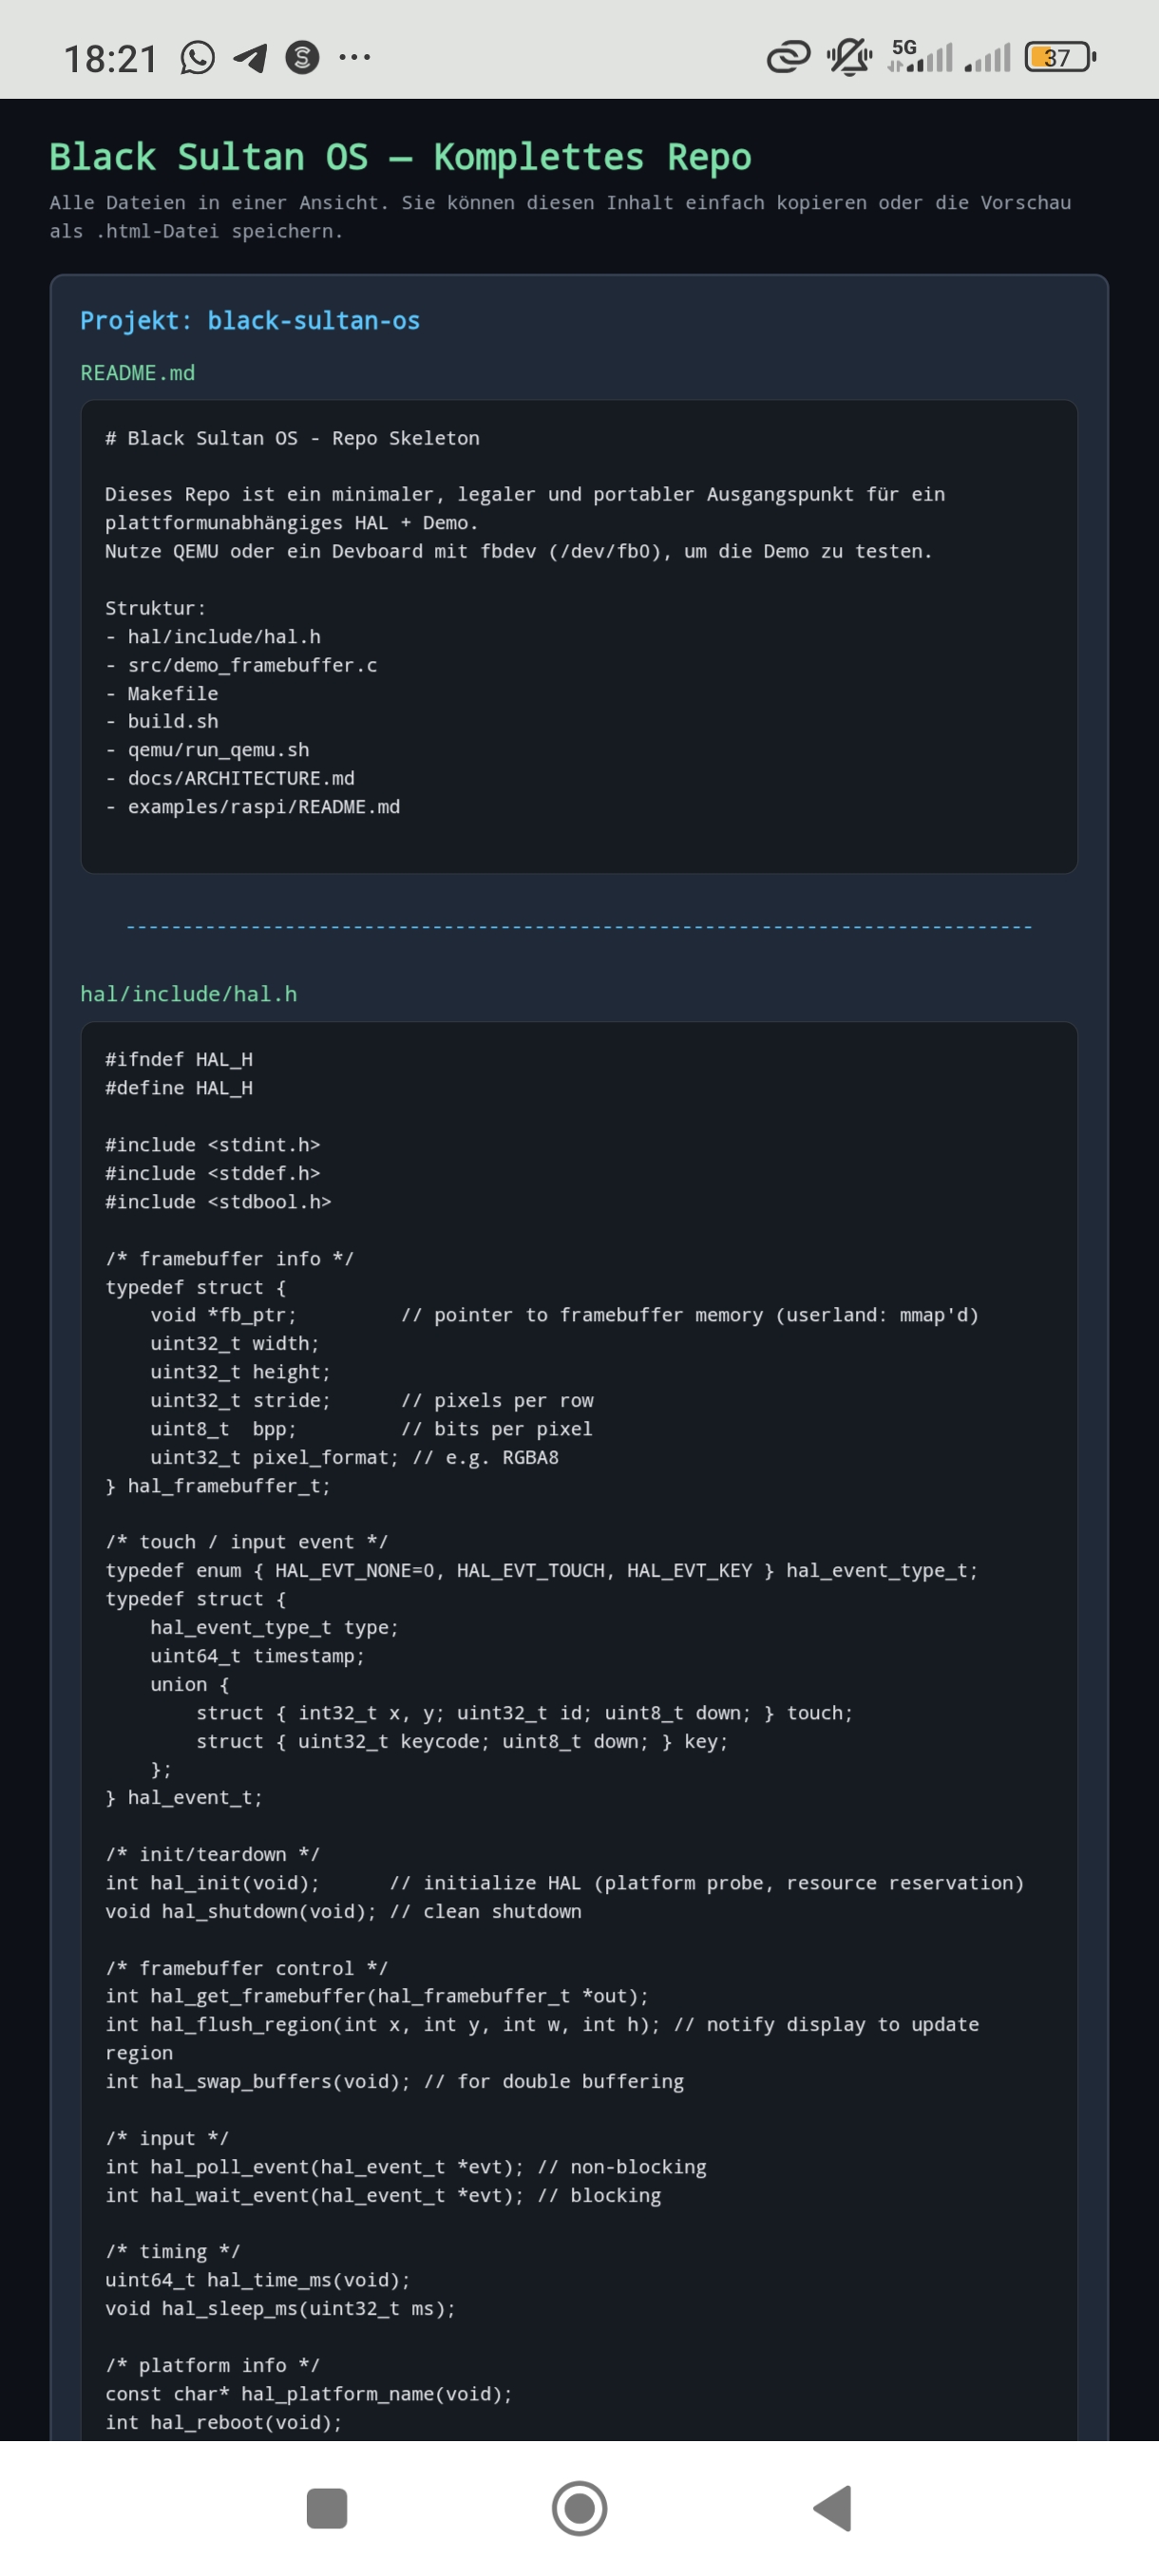 18:21
5G
37
Black Sultan OS – Komplettes Repo
Alle Dateien in einer Ansicht. Sie können diesen Inhalt einfach kopieren oder die Vorschau
als .html-Datei speichern.
Projekt: black-sultan-os
README.md
# Black Sultan OS - Repo Skeleton
Dieses Repo ist ein minimaler, legaler und portabler Ausgangspunkt für ein
plattformunabhängiges HAL + Demo.
Nutze QEMU oder ein Devboard mit fbdev (/dev/fb0), um die Demo zu testen.
Struktur:
- hal/include/hal.h
- src/demo_framebuffer.c
- Makefile
- build.sh
- qemu/run_qemu.sh
- docs/ARCHITECTURE.md
- examples/raspi/README.md
--------------------------------------------------------------------------------
hal/include/hal.h
#ifndef HAL_H
#define HAL_H
#include <stdint.h>
#include <stddef.h>
#include <stdbool.h>
/* framebuffer info */
typedef struct {
    void *fb_ptr;         // pointer to framebuffer memory (userland: mmap'd)
    uint32_t width;
    uint32_t height;
    uint32_t stride;      // pixels per row
    uint8_t  bpp;         // bits per pixel
    uint32_t pixel_format; // e.g. RGBA8
} hal_framebuffer_t;
/* touch / input event */
typedef enum { HAL_EVT_NONE=0, HAL_EVT_TOUCH, HAL_EVT_KEY } hal_event_type_t;
typedef struct {
    hal_event_type_t type;
    uint64_t timestamp;
    union {
        struct { int32_t x, y; uint32_t id; uint8_t down; } touch;
        struct { uint32_t keycode; uint8_t down; } key;
    };
} hal_event_t;
/* init/teardown */
int hal_init(void);      // initialize HAL (platform probe, resource reservation)
void hal_shutdown(void); // clean shutdown
/* framebuffer control */
int hal_get_framebuffer(hal_framebuffer_t *out);
int hal_flush_region(int x, int y, int w, int h); // notify display to update
region
int hal_swap_buffers(void); // for double buffering
/* input */
int hal_poll_event(hal_event_t *evt); // non-blocking
int hal_wait_event(hal_event_t *evt); // blocking
/* timing */
uint64_t hal_time_ms(void);
void hal_sleep_ms(uint32_t ms);
/* platform info */
const char* hal_platform_name(void);
int hal_reboot(void);